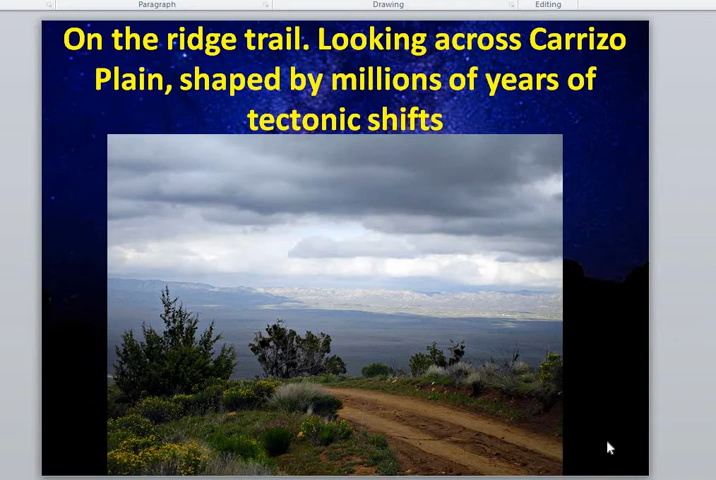 Paragraph
Drawing
Editing
On the ridge trail. Looking across Carrizo
Plain, shaped by millions of years of
tectonic shifts